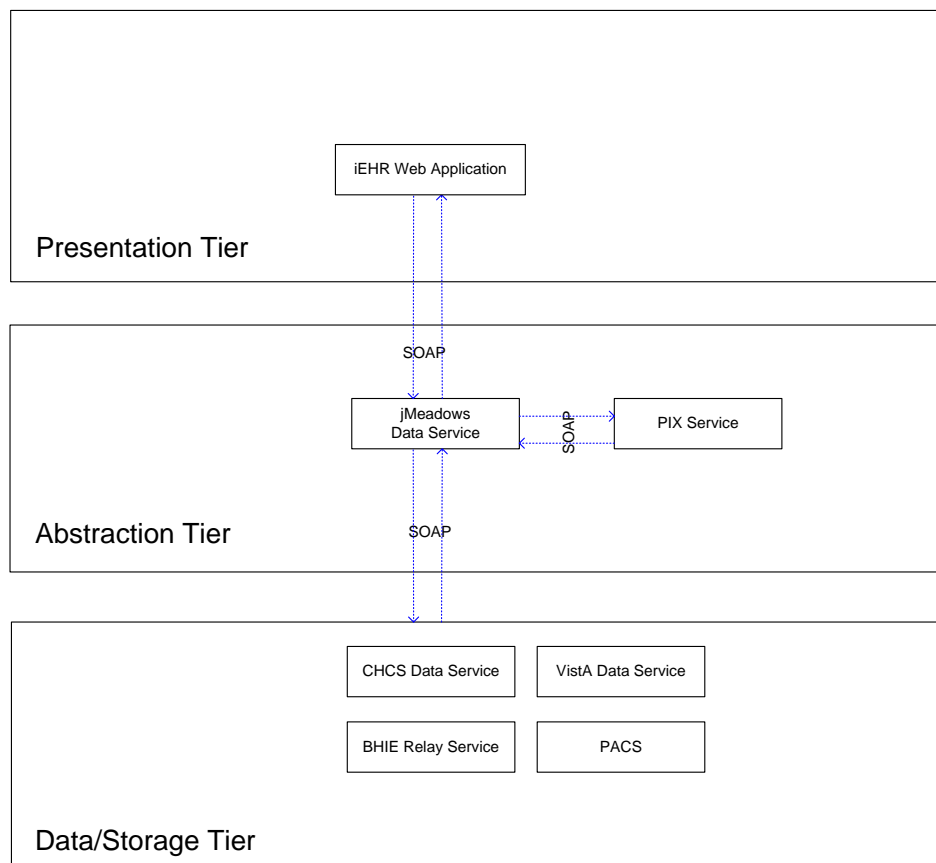 iEHR Web Application
Presentation Tier
SOAP
jMeadows
Data Service
SOAP
PIX Service
SOAP
Abstraction Tier
CHCS Data Service
VistA Data Service
BHIE Relay Service
PACS
Data/Storage Tier